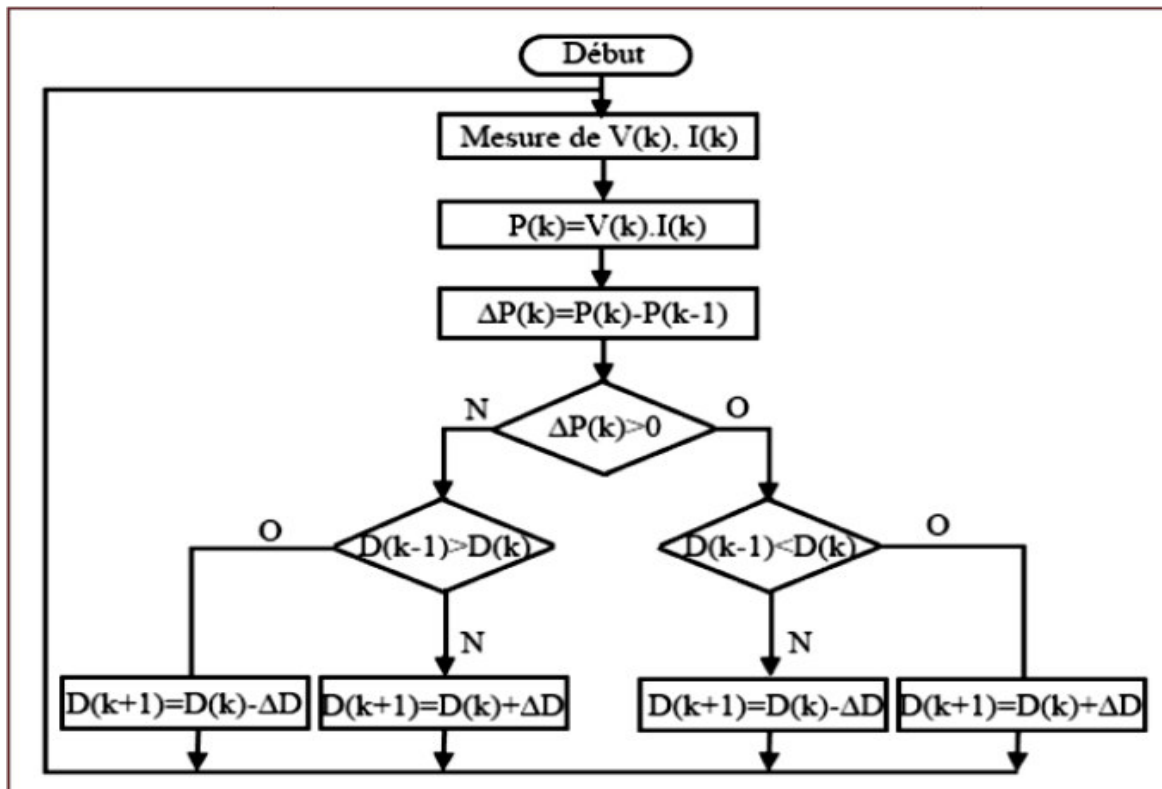 Début
Mesure de V(k), I(k)
P(k)=V(k).I(k)
ΔP(k)=P(k)-P(k-1)
N
ΔP(k)>0
O
O
D(k-1)>D(k)
D(k-1)<D(k)
O
N
N
D(k+1)=D(k)-ΔD
D(k+1)=D(k)+ΔD
D(k+1)=D(k)-ΔD
D(k+1)=D(k)+ΔD